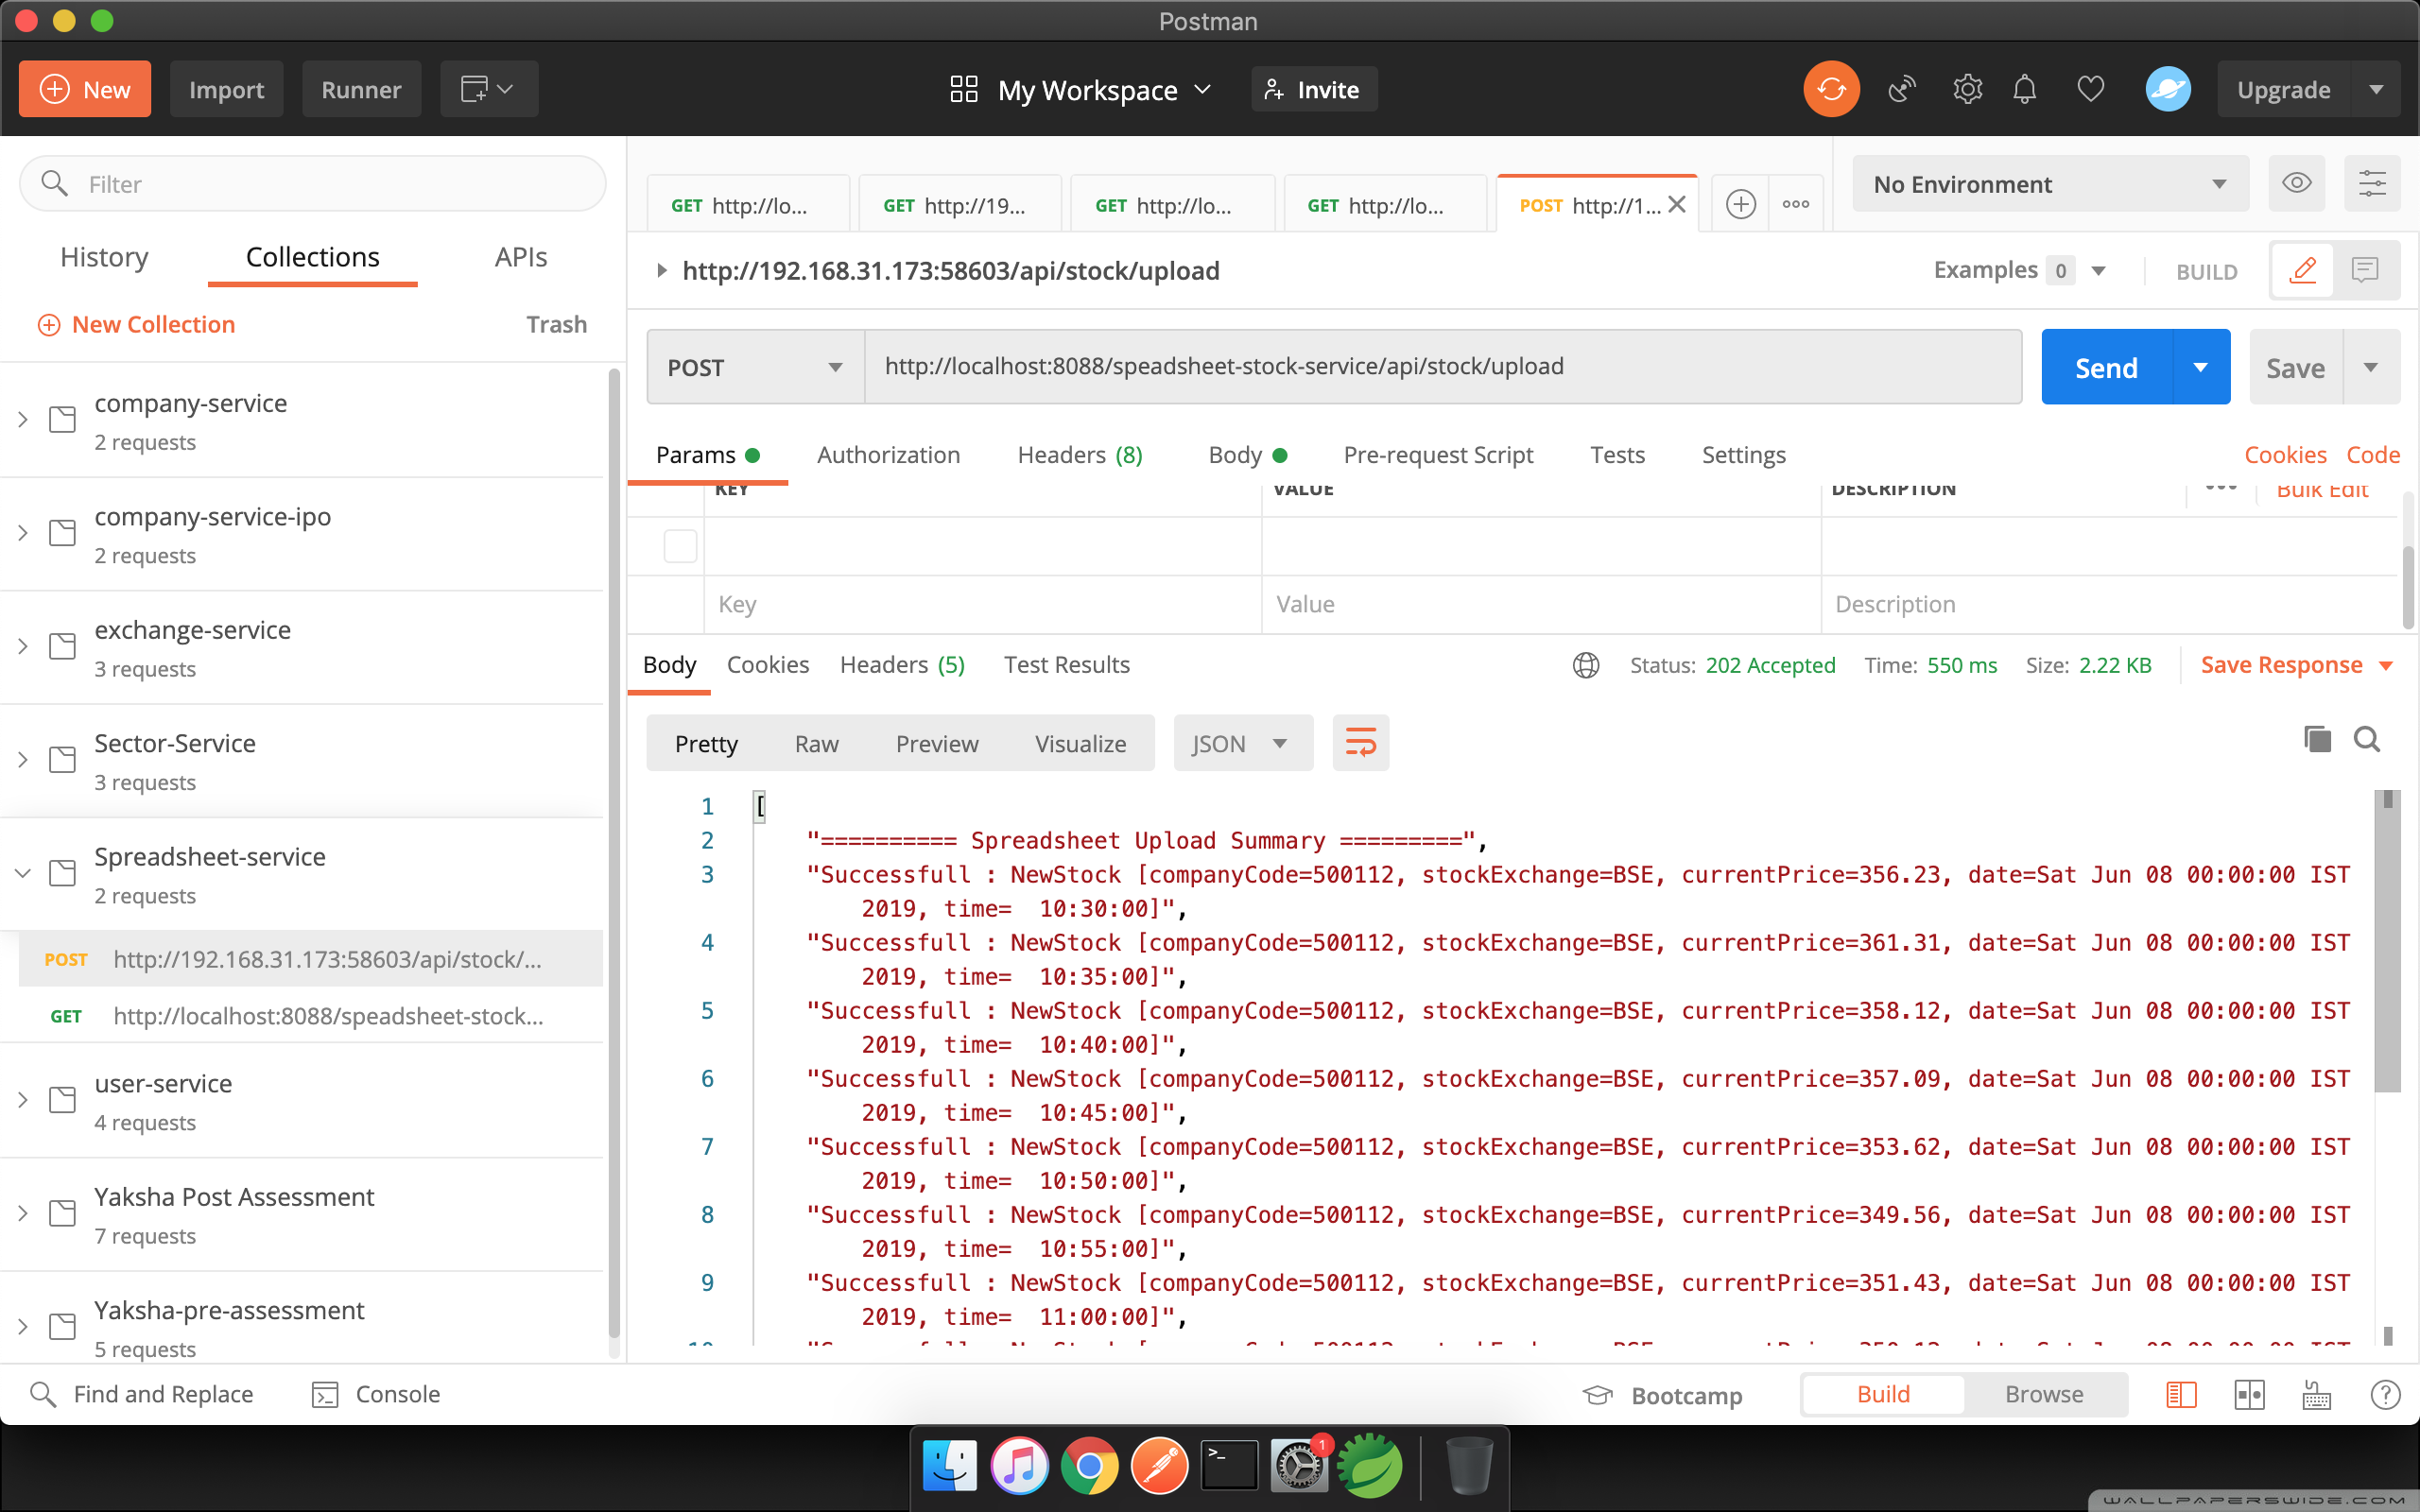 Postman
New
Import
Runner
My Workspace
Invite
Upgrade
Filter
History
Collections
APIs
New Collection
Trash
company-service
2 requests
company-service-ipo
2 requests
exchange-service
3 requests
Sector-Service
3 requests
Spreadsheet-service
2 requests
POST http://192.168.31.173:58603/api/stock/...
GET http://localhost:8088/speadsheet-stock...
user-service
4 requests
Yaksha Post Assessment
7 requests
Yaksha-pre-assessment
5 requests
GET http://lo...
GET http://19...
GET http://lo...
GET http://lo...
POST http://1...
No Environment
http://192.168.31.173:58603/api/stock/upload
Examples 0
BUILD
POST
http://localhost:8088/speadsheet-stock-service/api/stock/upload
Send
Save
Params
Authorization
Headers (8)
Body
Pre-request Script
Tests
Settings
Cookies
Code
KEY
VALUE
DESCRIPTION
Bulk Edit
Key
Value
Description
Body
Cookies
Headers (5)
Test Results
Status: 202 Accepted
Time: 550 ms
Size: 2.22 KB
Save Response
Pretty
Raw
Preview
Visualize
JSON
1 [
2 "========== Spreadsheet Upload Summary =========",
3 "Successfull : NewStock [companyCode=500112, stockExchange=BSE, currentPrice=356.23, date=Sat Jun 08 00:00:00 IST
2019, time=  10:30:00]",
4 "Successfull : NewStock [companyCode=500112, stockExchange=BSE, currentPrice=361.31, date=Sat Jun 08 00:00:00 IST
2019, time=  10:35:00]",
5 "Successfull : NewStock [companyCode=500112, stockExchange=BSE, currentPrice=358.12, date=Sat Jun 08 00:00:00 IST
2019, time=  10:40:00]",
6 "Successfull : NewStock [companyCode=500112, stockExchange=BSE, currentPrice=357.09, date=Sat Jun 08 00:00:00 IST
2019, time=  10:45:00]",
7 "Successfull : NewStock [companyCode=500112, stockExchange=BSE, currentPrice=353.62, date=Sat Jun 08 00:00:00 IST
2019, time=  10:50:00]",
8 "Successfull : NewStock [companyCode=500112, stockExchange=BSE, currentPrice=349.56, date=Sat Jun 08 00:00:00 IST
2019, time=  10:55:00]",
9 "Successfull : NewStock [companyCode=500112, stockExchange=BSE, currentPrice=351.43, date=Sat Jun 08 00:00:00 IST
2019, time=  11:00:00]",
Find and Replace
Console
Bootcamp
Build
Browse
1
WALLPAPERSWIDE.COM